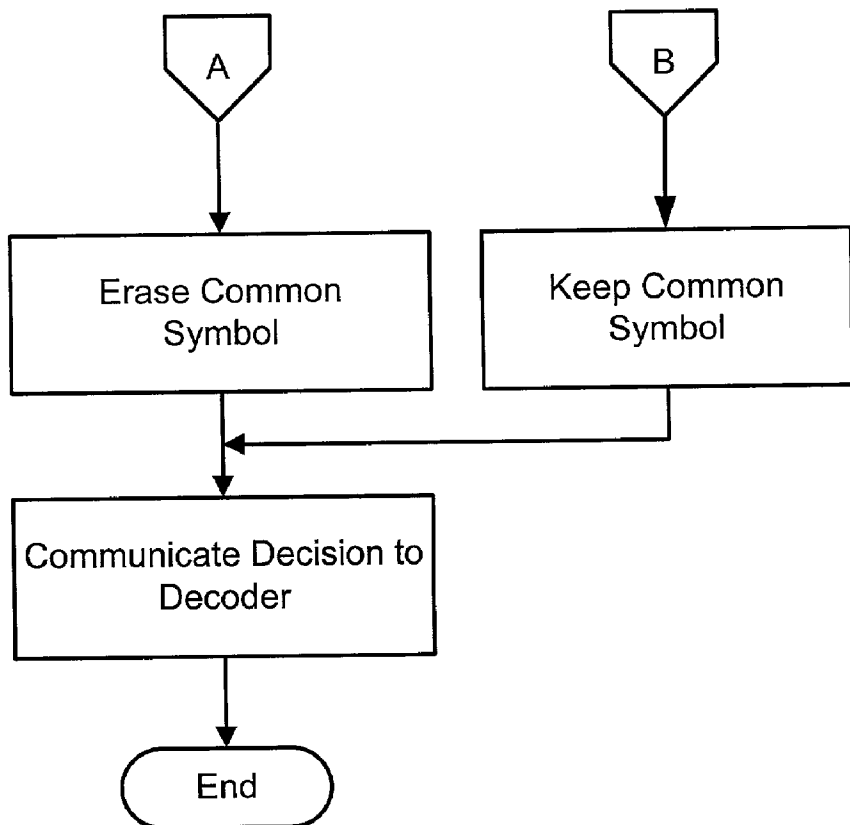 A
B
Erase Common
Symbol
Keep Common
Symbol
Communicate Decision to
Decoder
End